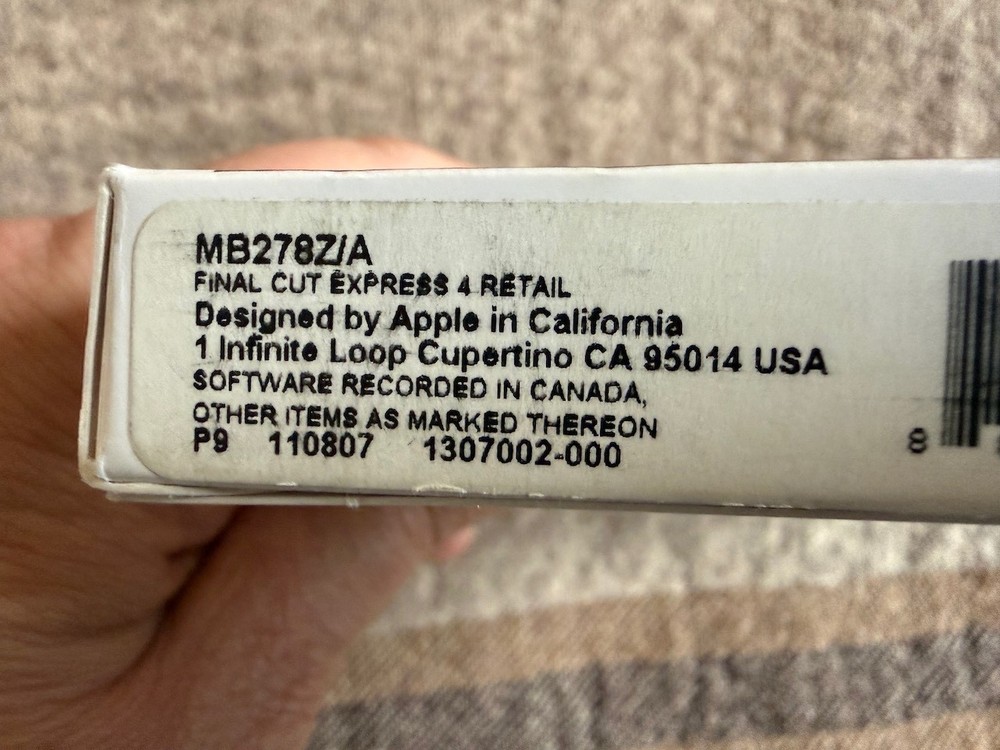 MB278Z/A
FINAL CUT EXPRESS 4 RETAIL
Designed by Apple in California
1 Infinite Loop Cupertino CA 95014 USA
SOFTWARE RECORDED IN CANADA,
OTHER ITEMS AS MARKED THEREON
P9 110807 1307002-000
8